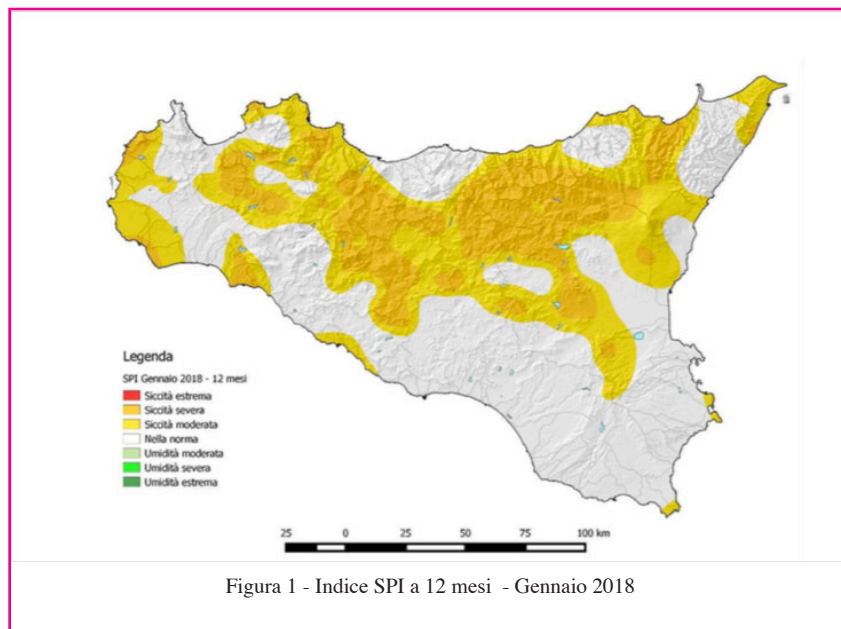 Legenda
SPI Gennaio 2018 - 12 mesi
Siccità estrema
Siccità severa
Siccità moderata
Nella norma
Umidità moderata
Umidità severa
Umidità estrema
25 0 25 50 75 100 km
Figura 1 - Indice SPI a 12 mesi - Gennaio 2018